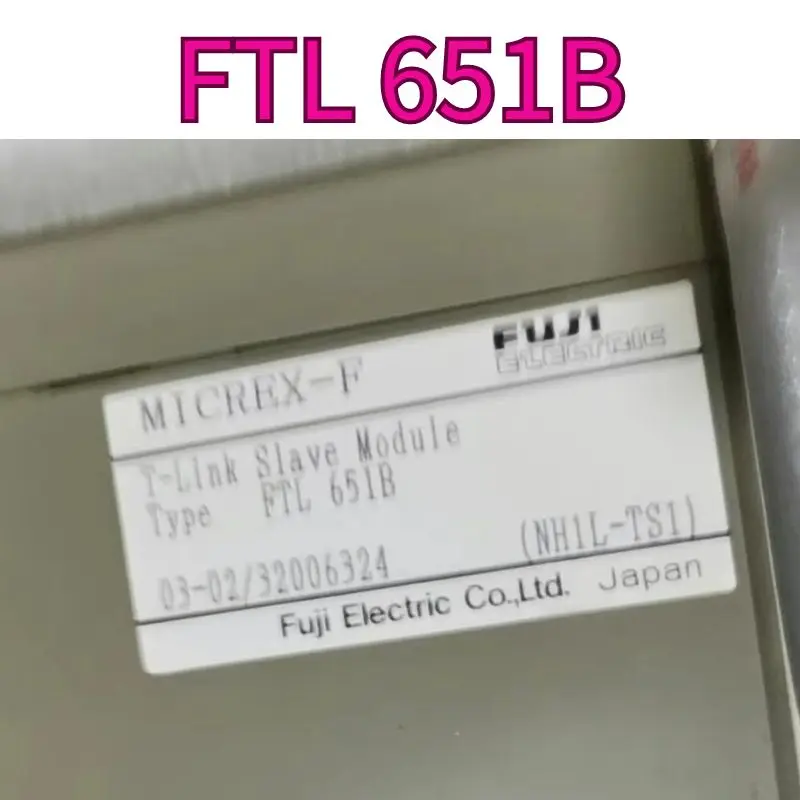 FTL 651B
FUJI
ELECTRIC
MICREX-F
T-Link Slave Module
Type FTL 651B
(NH1L-TS1)
03-02/32006324
Fuji Electric Co.,Ltd. Japan